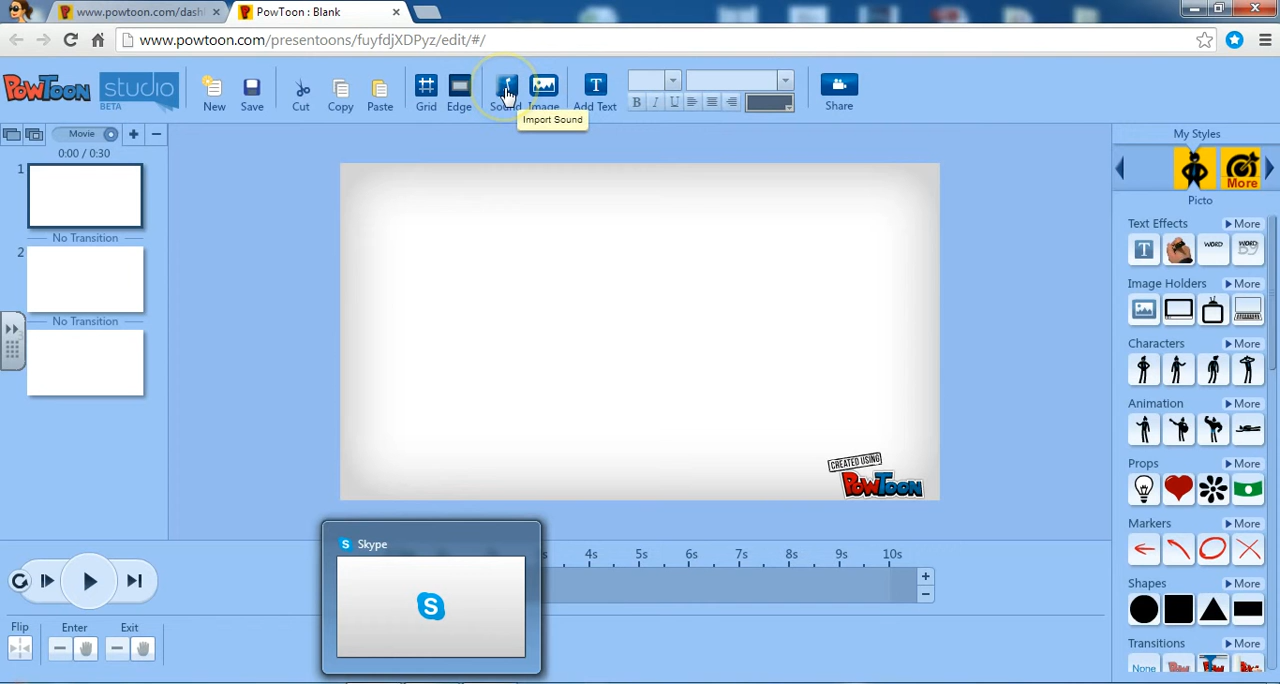 www.powtoon.com/dashl
PowToon : Blank
www.powtoon.com/presentoons/fuyfdjXDPyz/edit/#/
POWTOON studio
BETA
New Save Cut Copy Paste Grid Edge Sound Image Add Text Share
B I U
Import Sound
Movie
0:00 / 0:30
1
No Transition
2
No Transition
CREATED USING
POWTOON
My Styles
More
Picto
Text Effects More
T WORD
Image Holders More
Characters More
Animation More
Props More
Markers More
Shapes More
Transitions More
None
Skype
4s 5s 6s 7s 8s 9s 10s
Flip Enter Exit